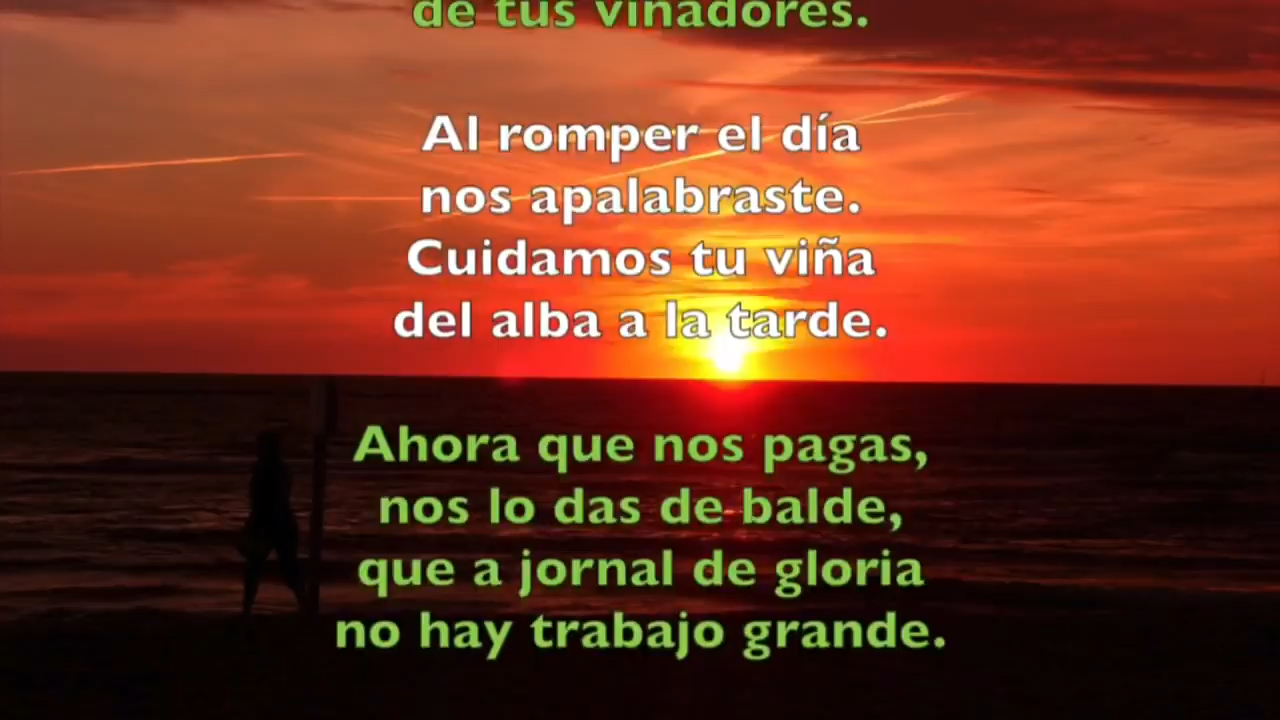 de tus viñadores.
Al romper el día
nos apalabraste.
Cuidamos tu viña
del alba a la tarde.
Ahora que nos pagas,
nos lo das de balde,
que a jornal de gloria
no hay trabajo grande.